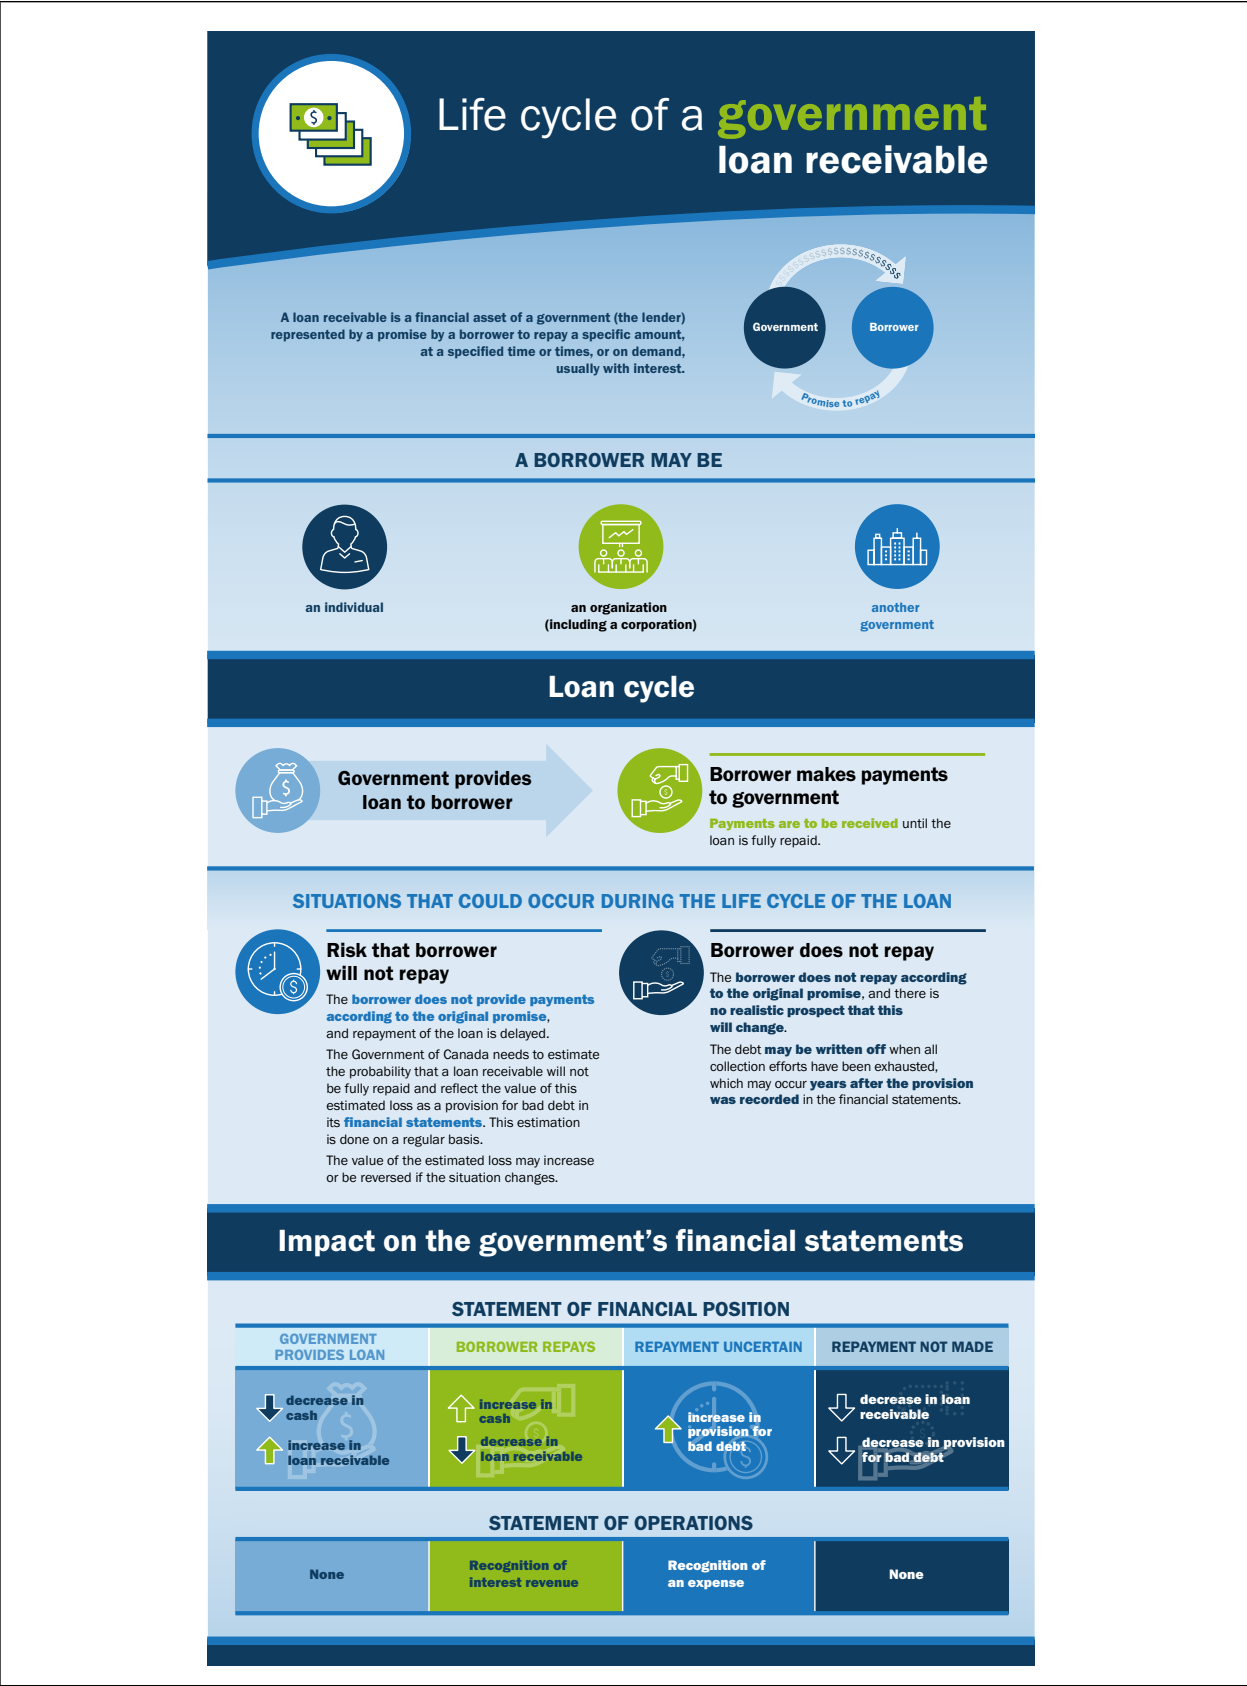 Life cycle of a government
loan receivable
$
$$$$$$$$$$$$$$$$$$$
A loan receivable is a financial asset of a government (the lender)
represented by a promise by a borrower to repay a specific amount,
at a specified time or times, or on demand,
usually with interest.
Government
Borrower
Promise to repay
A BORROWER MAY BE
an individual
an organization
(including a corporation)
another
government
Loan cycle
$
Government provides
loan to borrower
$
Borrower makes payments
to government
Payments are to be received until the
loan is fully repaid.
SITUATIONS THAT COULD OCCUR DURING THE LIFE CYCLE OF THE LOAN
$
Risk that borrower
will not repay
The borrower does not provide payments
according to the original promise,
and repayment of the loan is delayed.
The Government of Canada needs to estimate
the probability that a loan receivable will not
be fully repaid and reflect the value of this
estimated loss as a provision for bad debt in
its financial statements. This estimation
is done on a regular basis.
The value of the estimated loss may increase
or be reversed if the situation changes.
$
Borrower does not repay
The borrower does not repay according
to the original promise, and there is
no realistic prospect that this
will change.
The debt may be written off when all
collection efforts have been exhausted,
which may occur years after the provision
was recorded in the financial statements.
Impact on the government's financial statements
STATEMENT OF FINANCIAL POSITION
GOVERNMENT
PROVIDES LOAN
BORROWER REPAYS
REPAYMENT UNCERTAIN
REPAYMENT NOT MADE
decrease in
cash
increase in
loan receivable
$
increase in
cash
decrease in
loan receivable
$
increase in
provision for
bad debt
$
decrease in loan
receivable
decrease in provision
for bad debt
$
STATEMENT OF OPERATIONS
None
Recognition of
interest revenue
Recognition of
an expense
None